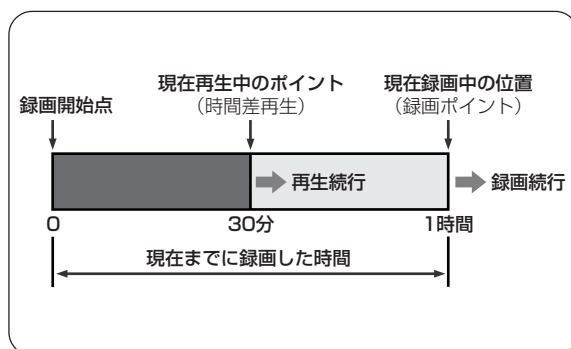 録画開始点
現在再生中のポイント
（時間差再生）
現在録画中の位置
（録画ポイント）
再生続行
録画続行
0
30分
1時間
現在までに録画した時間